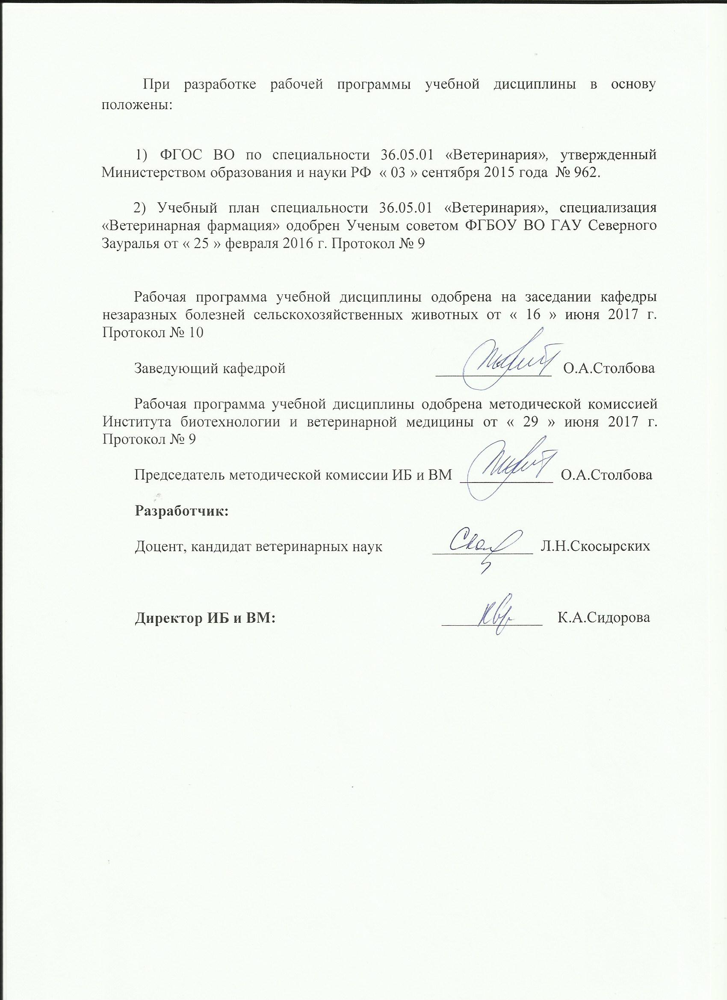 При разработке рабочей программы учебной дисциплины в основу
положены:
1) ФГОС ВО по специальности 36.05.01 «Ветеринария», утвержденный
Министерством образования и науки РФ « 03 » сентября 2015 года № 962.
2) Учебный план специальности 36.05.01 «Ветеринария», специализация
«Ветеринарная фармация» одобрен Ученым советом ФГБОУ ВО ГАУ Северного
Зауралья от « 25 » февраля 2016 г. Протокол № 9
Рабочая программа учебной дисциплины одобрена на заседании кафедры
незаразных болезней сельскохозяйственных животных от « 16 » июня 2017 г.
Протокол № 10
Заведующий кафедрой О.А.Столбова
Рабочая программа учебной дисциплины одобрена методической комиссией
Института биотехнологии и ветеринарной медицины от « 29 » июня 2017 г.
Протокол № 9
Председатель методической комиссии ИБ и ВМ О.А.Столбова
Разработчик:
Доцент, кандидат ветеринарных наук Л.Н.Скосырских
Директор ИБ и ВМ: К.А.Сидорова